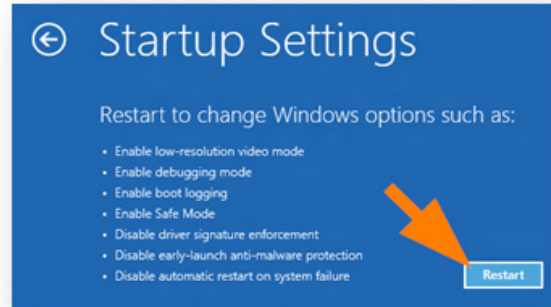 Startup Settings
Restart to change Windows options such as:
• Enable low-resolution video mode
• Enable debugging mode
• Enable boot logging
• Enable Safe Mode
• Disable driver signature enforcement
• Disable early-launch anti-malware protection
• Disable automatic restart on system failure
Restart